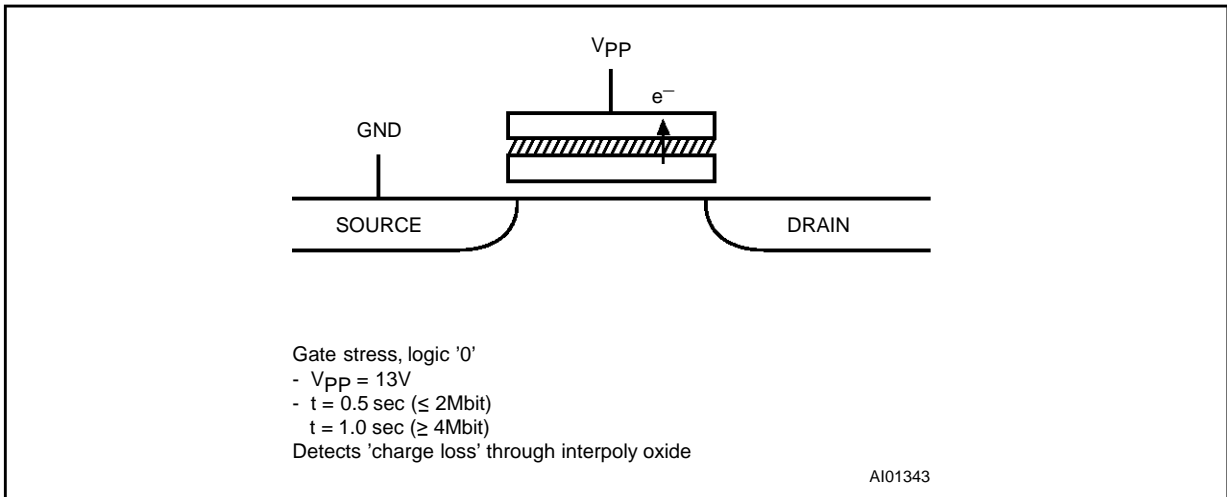 VPP
e–
GND
SOURCE
DRAIN
Gate stress, logic '0'
- VPP = 13V
- t = 0.5 sec (≤ 2Mbit)
t = 1.0 sec (≥ 4Mbit)
Detects 'charge loss' through interpoly oxide
AI01343